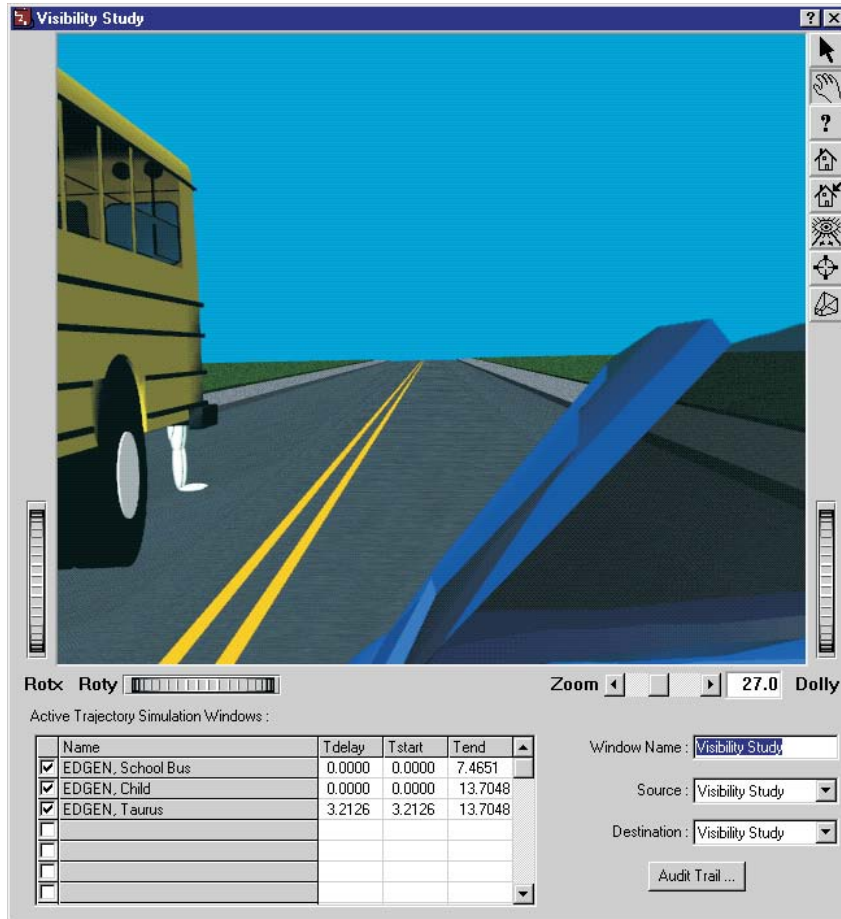 Visibility Study
?
Rotx Roty Zoom 27.0 Dolly
Active Trajectory Simulation Windows :
Name Tdelay Tstart Tend
EDGEN, School Bus 0.0000 0.0000 7.4651
EDGEN, Child 0.0000 0.0000 13.7048
EDGEN, Taurus 3.2126 3.2126 13.7048
Window Name : Visibility Study
Source : Visibility Study
Destination : Visibility Study
Audit Trail ...